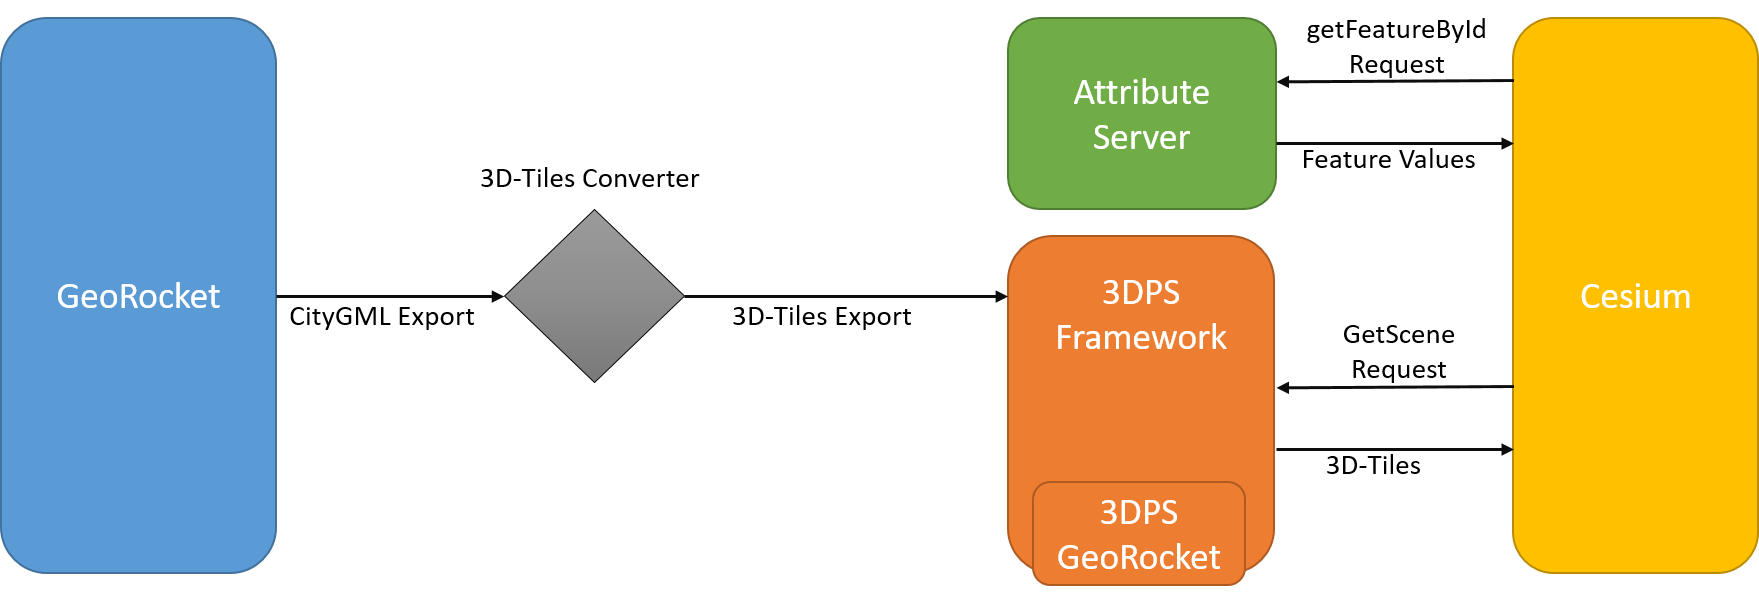 GeoRocket
CityGML Export
3D-Tiles Converter
3D-Tiles Export
Attribute
Server
3DPS
Framework
3DPS
GeoRocket
getFeatureById
Request
Feature Values
GetScene
Request
3D-Tiles
Cesium